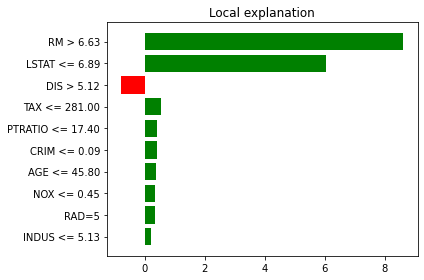 Local explanation
RM > 6.63
LSTAT <= 6.89
DIS > 5.12
TAX <= 281.00
PTRATIO <= 17.40
CRIM <= 0.09
AGE <= 45.80
NOX <= 0.45
RAD=5
INDUS <= 5.13
0 2 4 6 8